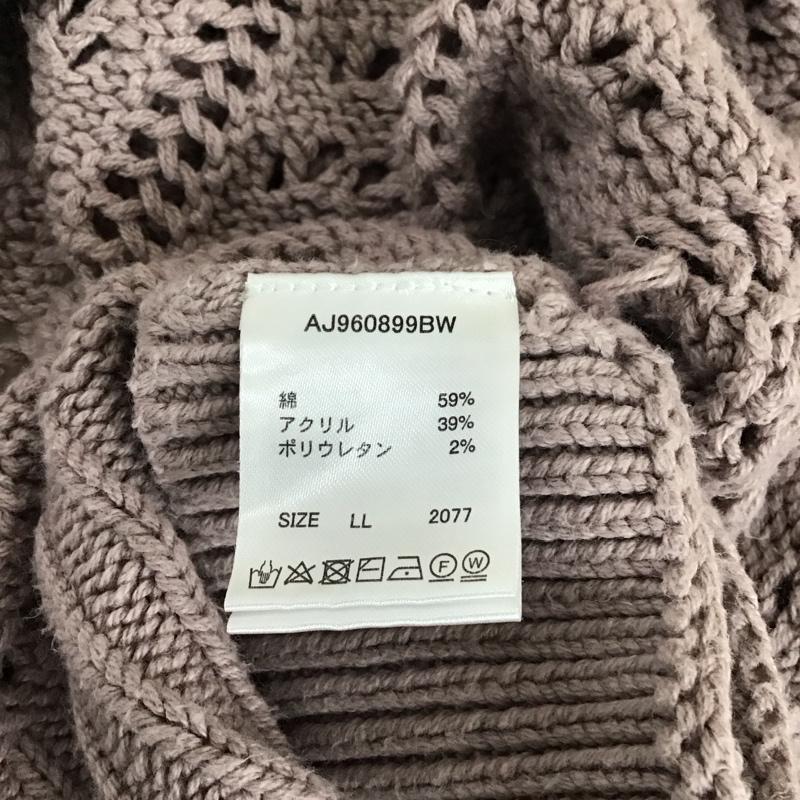 AJ960899BW
綿 59%
アクリル 39%
ポリウレタン 2%
SIZE LL 2077
F W